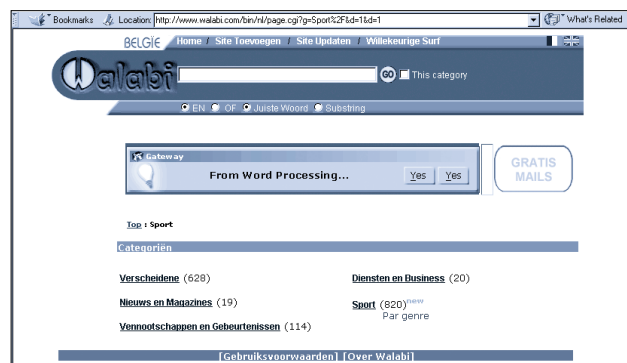 Bookmarks Location: http://www.walabi.com/bin/nl/page.cgi?g=Sport%2F&d=1&d=1 What's Related
BELGÏE Home / Site Toevoegen / Site Updaten / Willekeurige Surf
Walabi GO This category
EN OF Juiste Woord Substring
Gateway
From Word Processing... Yes Yes
GRATIS
MAILS
Top : Sport
Categoriën
Verscheidene (628) Diensten en Business (20)
Nieuws en Magazines (19) Sport (820) new
Par genre
Vennootschappen en Gebeurtenissen (114)
[Gebruiksvoorwaarden] [Over Walabi]